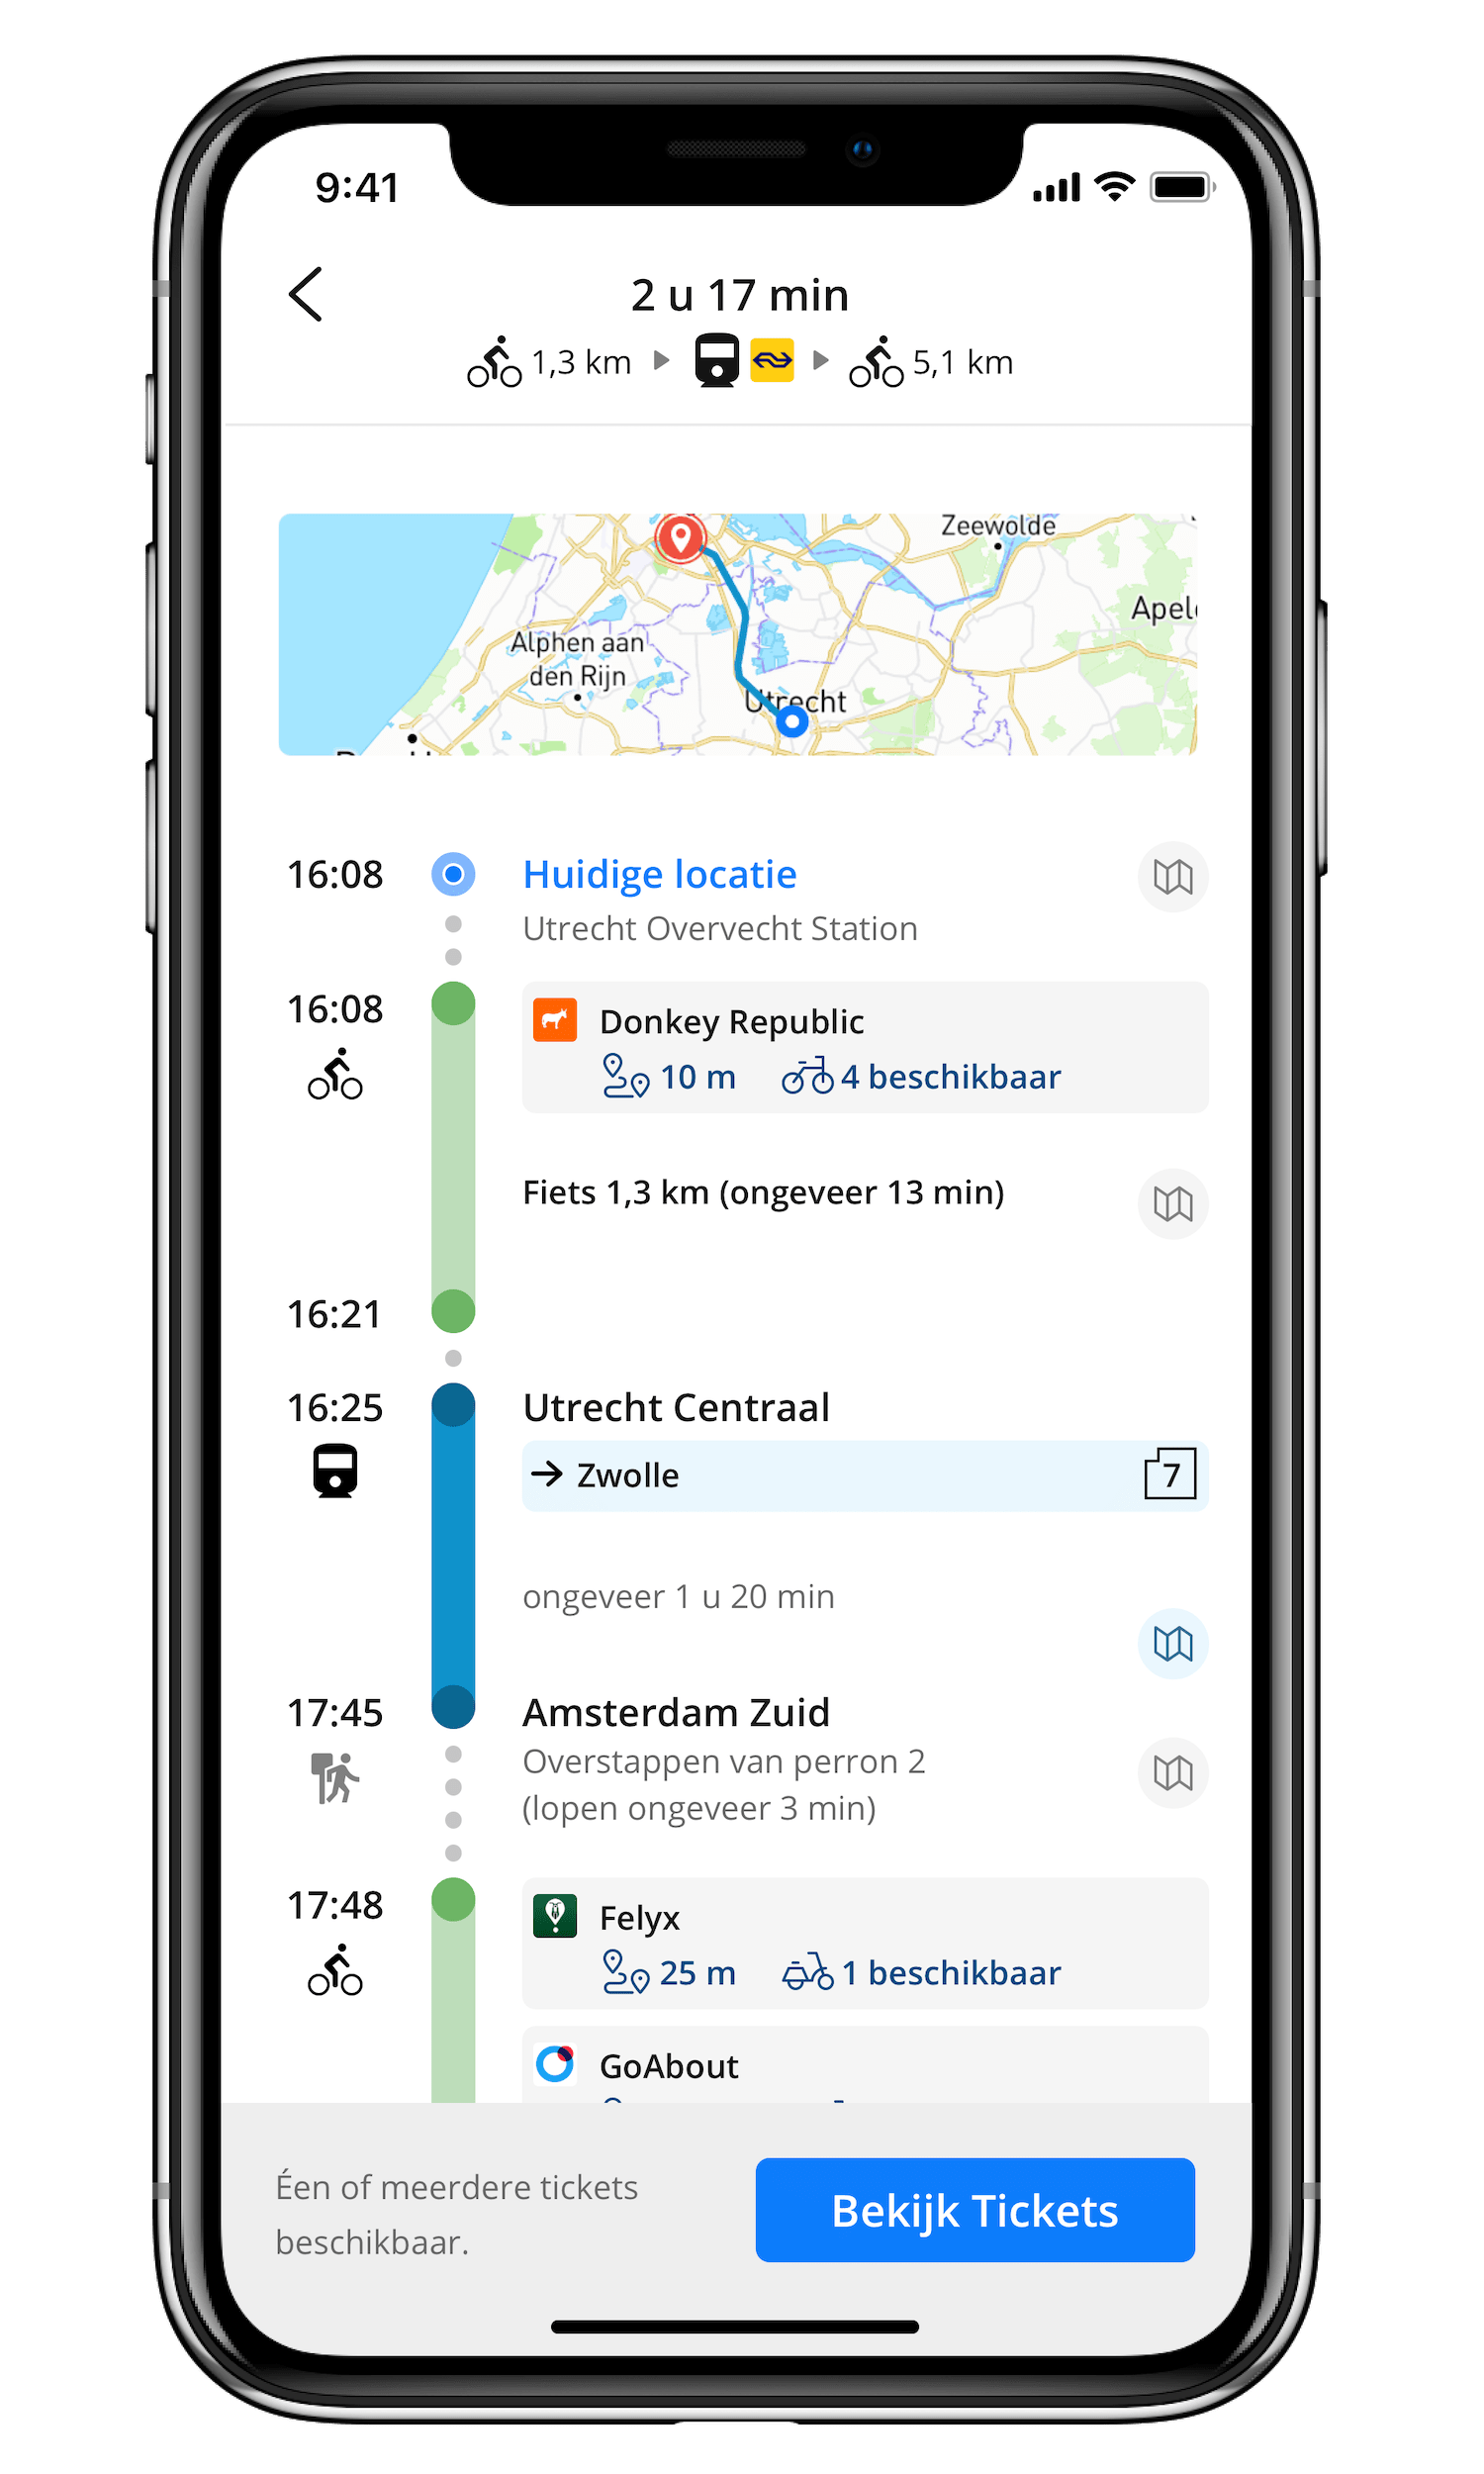 9:41
2 u 17 min
1,3 km 5,1 km
Zeewolde
Apel
Alphen aan
den Rijn
Utrecht
16:08 Huidige locatie
Utrecht Overvecht Station
16:08 Donkey Republic
10 m 4 beschikbaar
Fiets 1,3 km (ongeveer 13 min)
16:21
16:25 Utrecht Centraal
→ Zwolle 7
ongeveer 1 u 20 min
17:45 Amsterdam Zuid
Overstappen van perron 2
(lopen ongeveer 3 min)
17:48 Felyx
25 m 1 beschikbaar
GoAbout
Éen of meerdere tickets
beschikbaar.
Bekijk Tickets